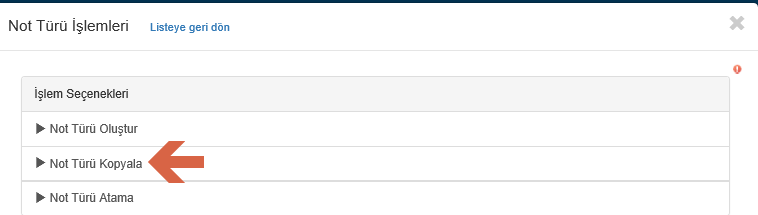 Not Türü İşlemleri Listeye geri dön
İşlem Seçenekleri
Not Türü Oluştur
Not Türü Kopyala
Not Türü Atama